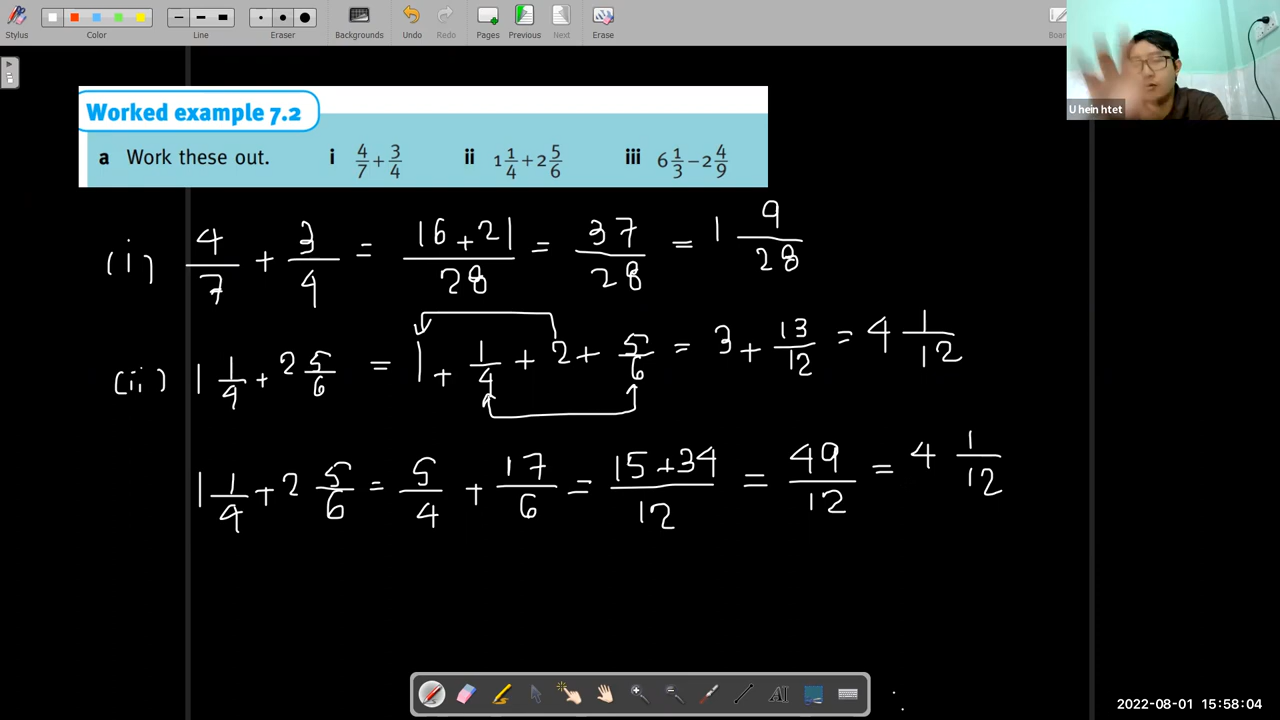 Stylus Color Line Eraser Backgrounds Undo Redo Pages Previous Next Erase
U hein htet
Worked example 7.2
a Work these out. i 4/7 + 3/4 ii 1 1/4 + 2 5/6 iii 6 1/3 − 2 4/9
(i) 4/7 + 3/4 = 16+21/28 = 37/28 = 1 9/28
(ii) 1 1/4 + 2 5/6 = 1 + 1/4 + 2 + 5/6 = 3 + 13/12 = 4 1/12
1 1/4 + 2 5/6 = 5/4 + 17/6 = 15+34/12 = 49/12 = 4 1/12
AI
2022-08-01 15:58:04